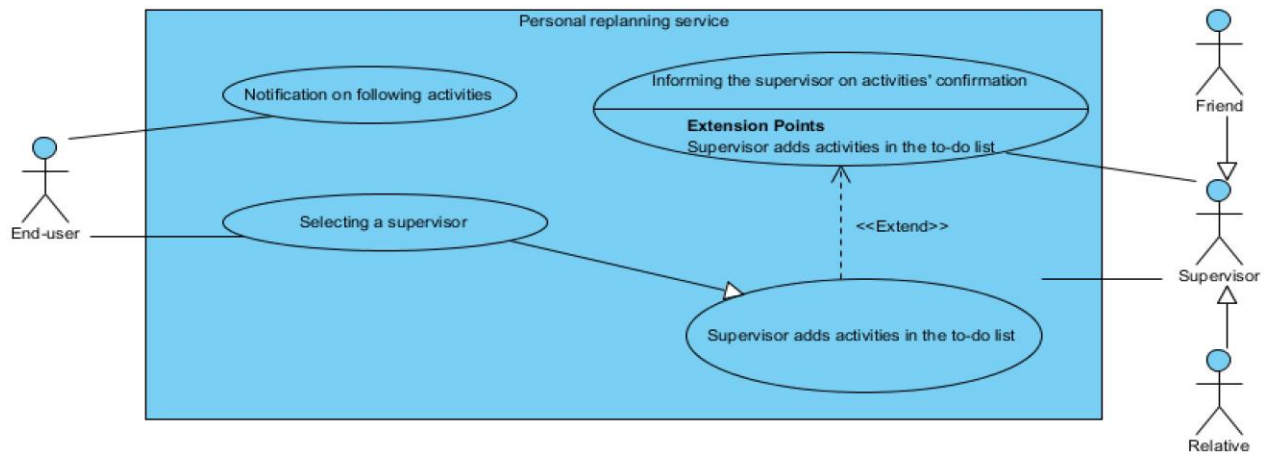 Personal replanning service
Notification on following activities
Informing the supervisor on activities' confirmation
Extension Points
Supervisor adds activities in the to-do list
Friend
End-user
Selecting a supervisor
<<Extend>>
Supervisor
Supervisor adds activities in the to-do list
Relative